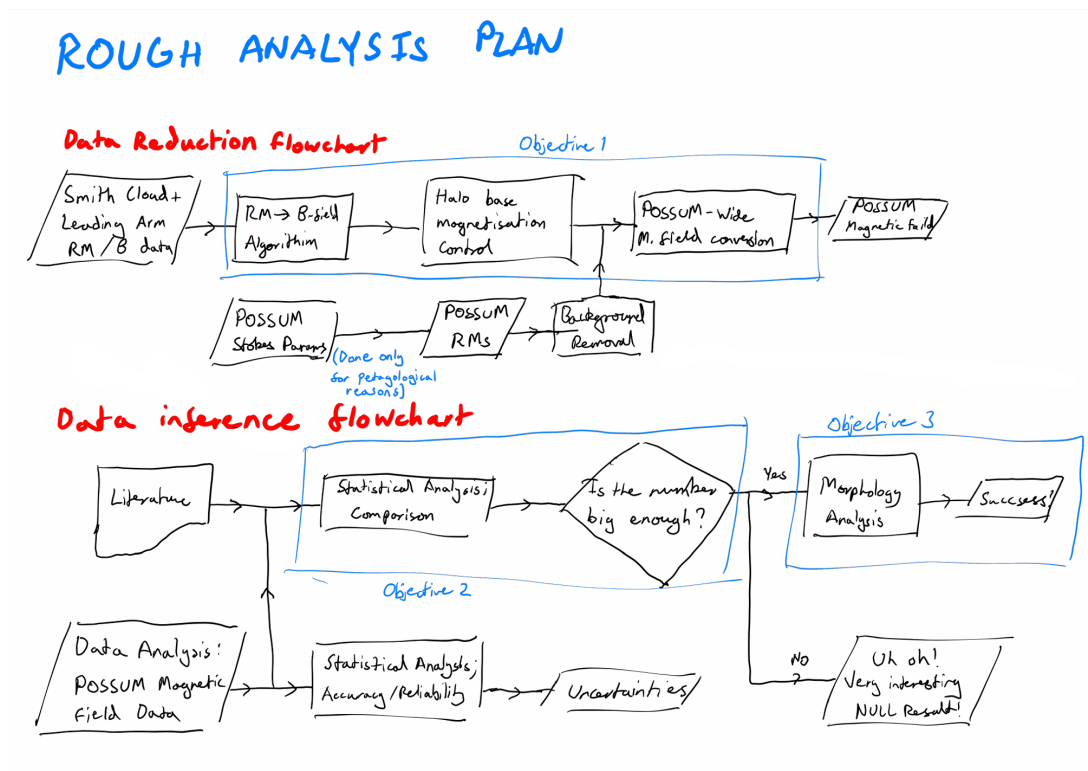 ROUGH ANALYSIS PLAN
Data Reduction flowchart
Objective 1
Smith Cloud+
Leading Arm
RM/B data
RM→ B-field
Algorithim
Halo base
magnetisation
Control
POSSUM-Wide
M. field conversion
POSSUM
Magnetic Feild
POSSUM
Stokes Params
(Done only
for petagological
reasons)
POSSUM
RMs
Background
Removal
Data inference flowchart
Objective 3
Literature
Statistical Analysis;
Comparison
Is the number
big enough?
Yes
Morphology
Analysis
Succsess!
Objective 2
Data Analysis:
POSSUM Magnetic
Field Data
Statistical Analysis;
Accuracy/Reliability
Uncertainties
NO
Uh oh!
Very interesting
NULL Result!